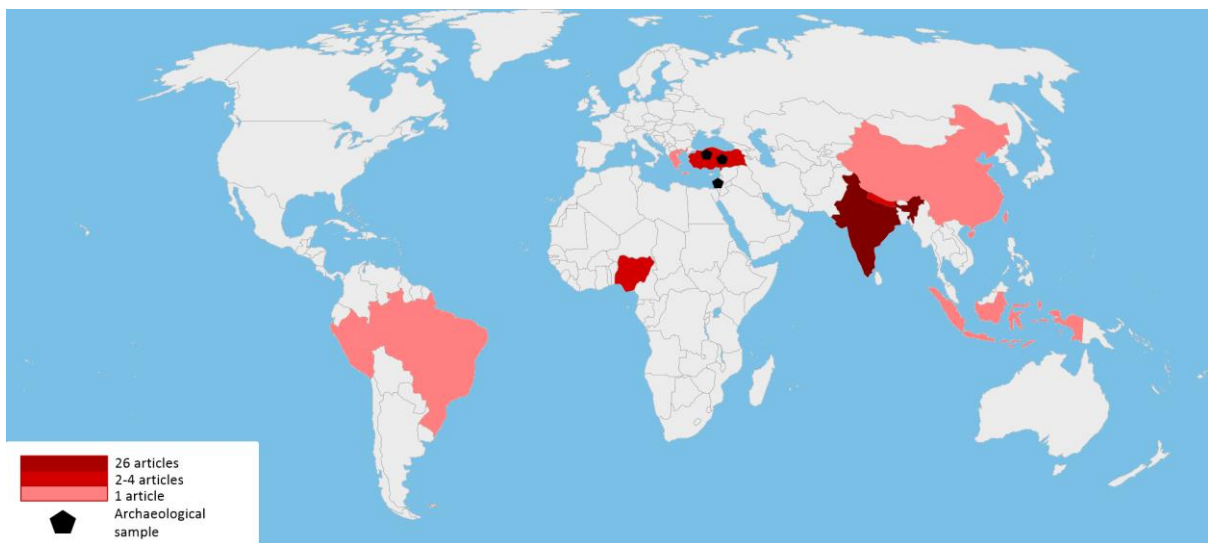 26 articles
2-4 articles
1 article
Archaeological
sample